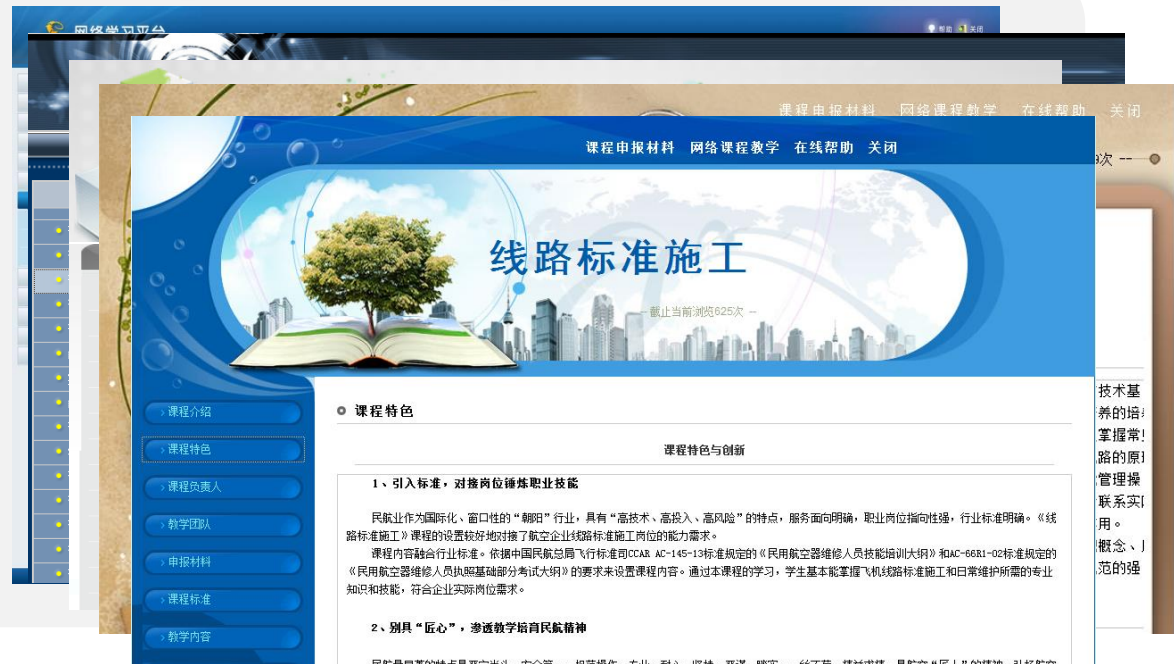 网络学习平台
帮助 关闭
课程申报材料 网络课程教学 在线帮助 关闭
次 --
课程申报材料 网络课程教学 在线帮助 关闭
线路标准施工
截止当前浏览625次 --
课程介绍
课程特色
课程负责人
教学团队
申报材料
课程标准
教学内容
课程特色
课程特色与创新
1、引入标准，对接岗位锤炼职业技能
民航业作为国际化、窗口性的“朝阳”行业，具有“高技术、高投入、高风险”的特点，服务面向明确，职业岗位指向性强，行业标准明确。《线
路标准施工》课程的设置较好地对接了航空企业线路标准施工岗位的能力需求。
课程内容融合行业标准。依据中国民航总局飞行标准司CCAR AC-145-13标准规定的《民用航空器维修人员技能培训大纲》和AC-66R1-02标准规定的
《民用航空器维修人员执照基础部分考试大纲》的要求来设置课程内容。通过本课程的学习，学生基本能掌握飞机线路标准施工和日常维护所需的专业
知识和技能，符合企业实际岗位需求。
2、别具“匠心”，渗透教学培育民航精神
技术基
养的培
掌握常
路的原
管理操
联系实
用。
概念、
范的强